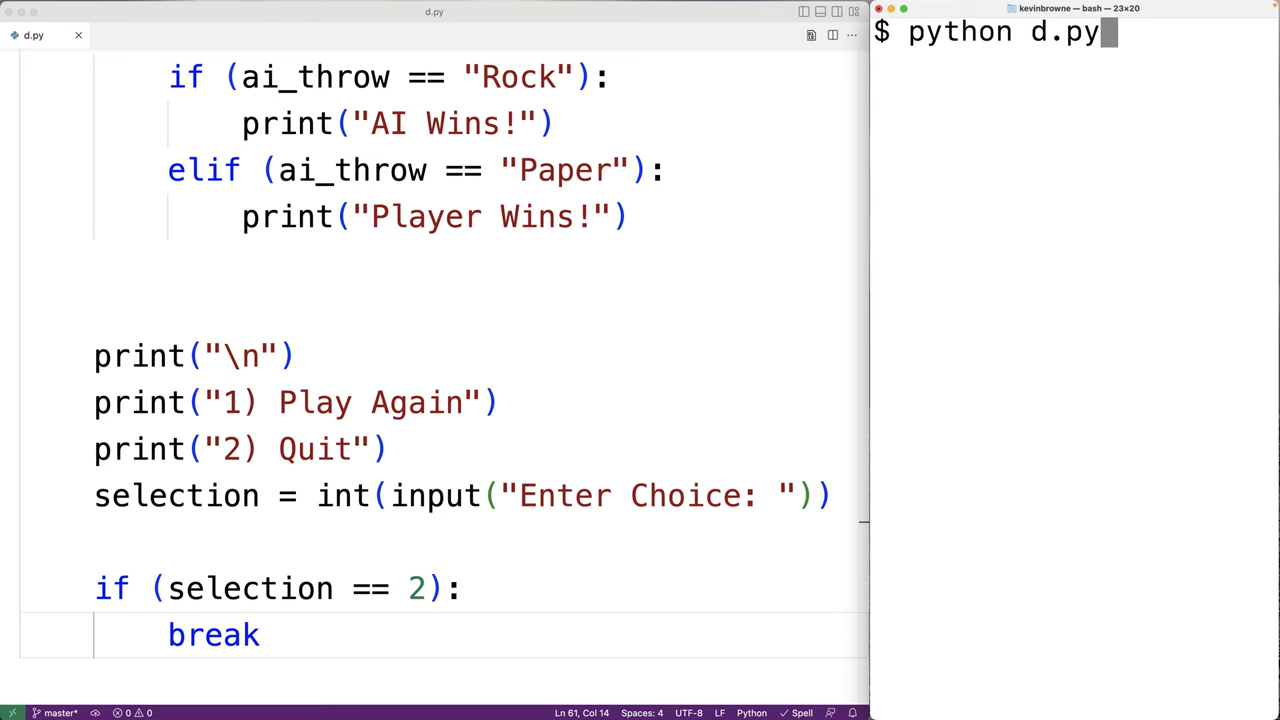 d.py
kevinbrowne — bash — 23×20
d.py
$ python d.py
if (ai_throw == "Rock"):
print("AI Wins!")
elif (ai_throw == "Paper"):
print("Player Wins!")
print("\n")
print("1) Play Again")
print("2) Quit")
selection = int(input("Enter Choice: "))
if (selection == 2):
break
master* 0 0 Ln 61, Col 14 Spaces: 4 UTF-8 LF Python Spell